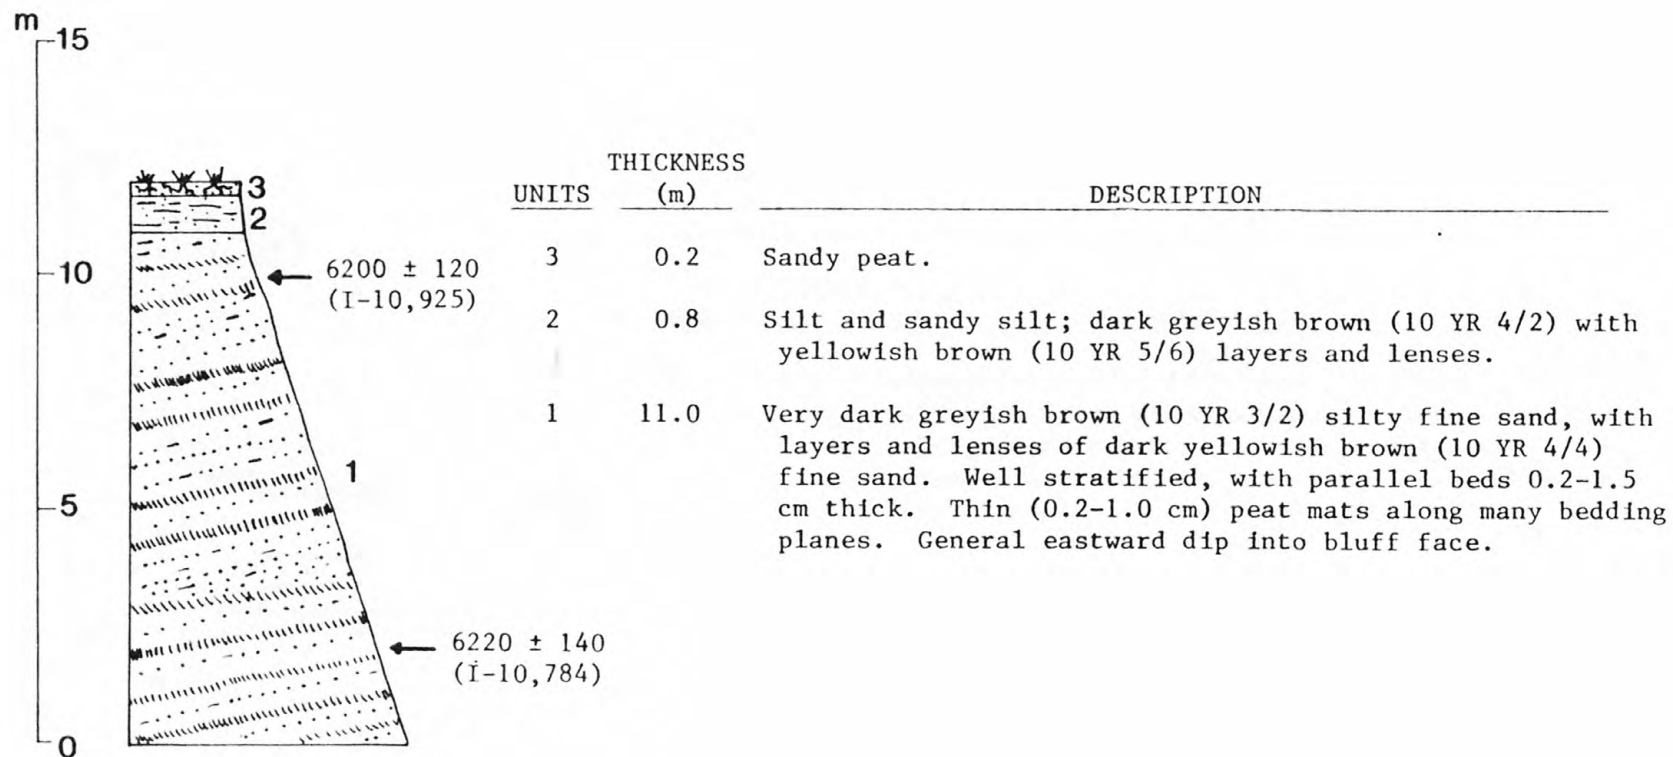 m
15
10
5
0
3
2
1
6200 ± 120
(I-10,925)
6220 ± 140
(I-10,784)
THICKNESS
UNITS (m) DESCRIPTION
3 0.2 Sandy peat.
2 0.8 Silt and sandy silt; dark greyish brown (10 YR 4/2) with
yellowish brown (10 YR 5/6) layers and lenses.
1 11.0 Very dark greyish brown (10 YR 3/2) silty fine sand, with
layers and lenses of dark yellowish brown (10 YR 4/4)
fine sand. Well stratified, with parallel beds 0.2-1.5
cm thick. Thin (0.2-1.0 cm) peat mats along many bedding
planes. General eastward dip into bluff face.